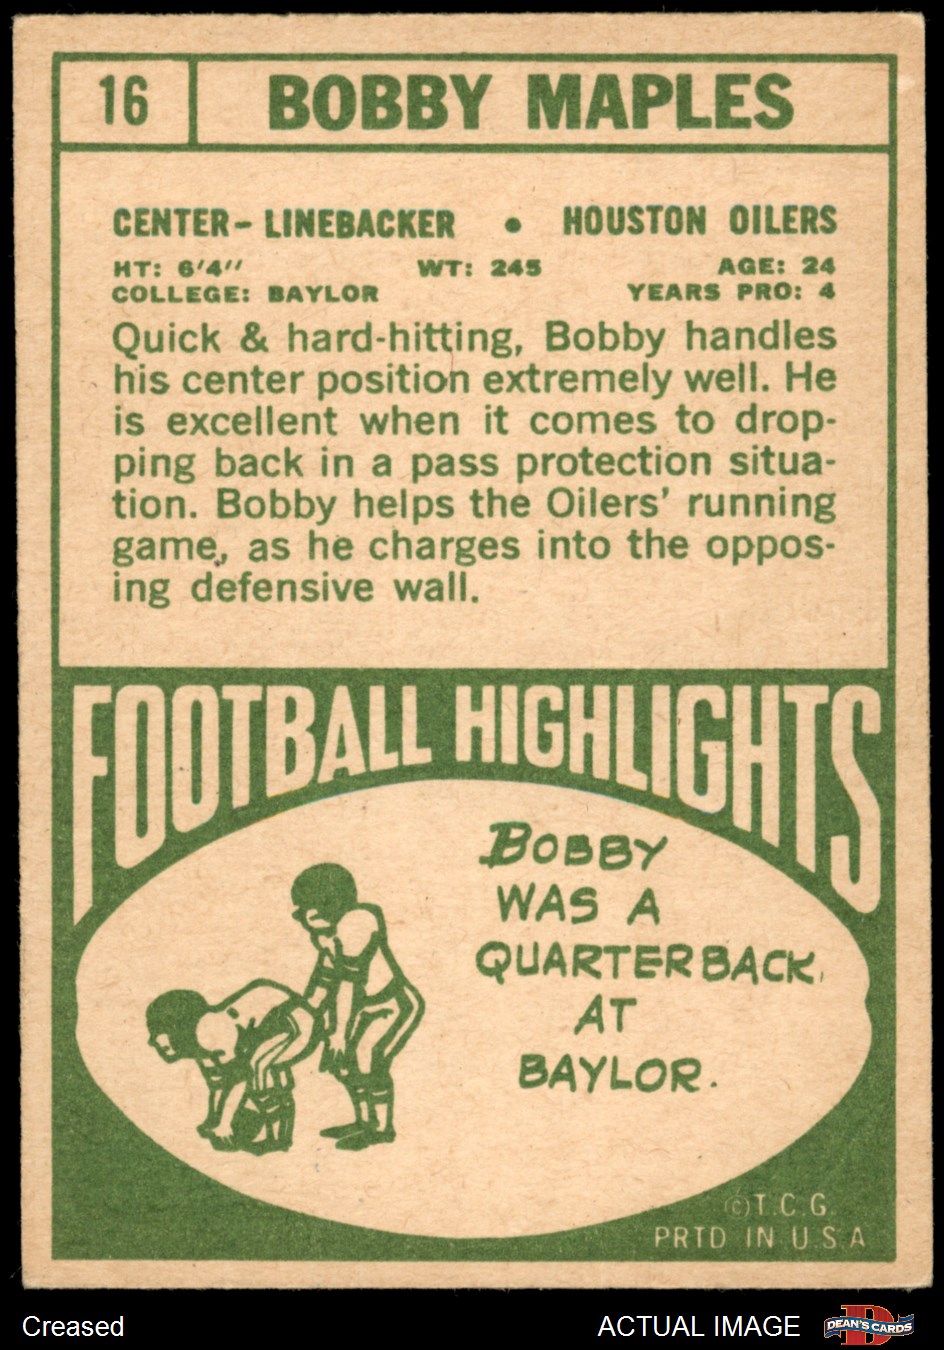 16 BOBBY MAPLES
CENTER-LINEBACKER • HOUSTON OILERS
HT: 6'4'' WT: 245 AGE: 24
COLLEGE: BAYLOR YEARS PRO: 4
Quick & hard-hitting, Bobby handles
his center position extremely well. He
is excellent when it comes to drop-
ping back in a pass protection situa-
tion. Bobby helps the Oilers' running
game, as he charges into the oppos-
ing defensive wall.
FOOTBALL HIGHLIGHTS
BOBBY
WAS A
QUARTERBACK
AT
BAYLOR.
©T.C.G.
PRTD IN U.S.A
Creased ACTUAL IMAGE DEAN'S CARDS